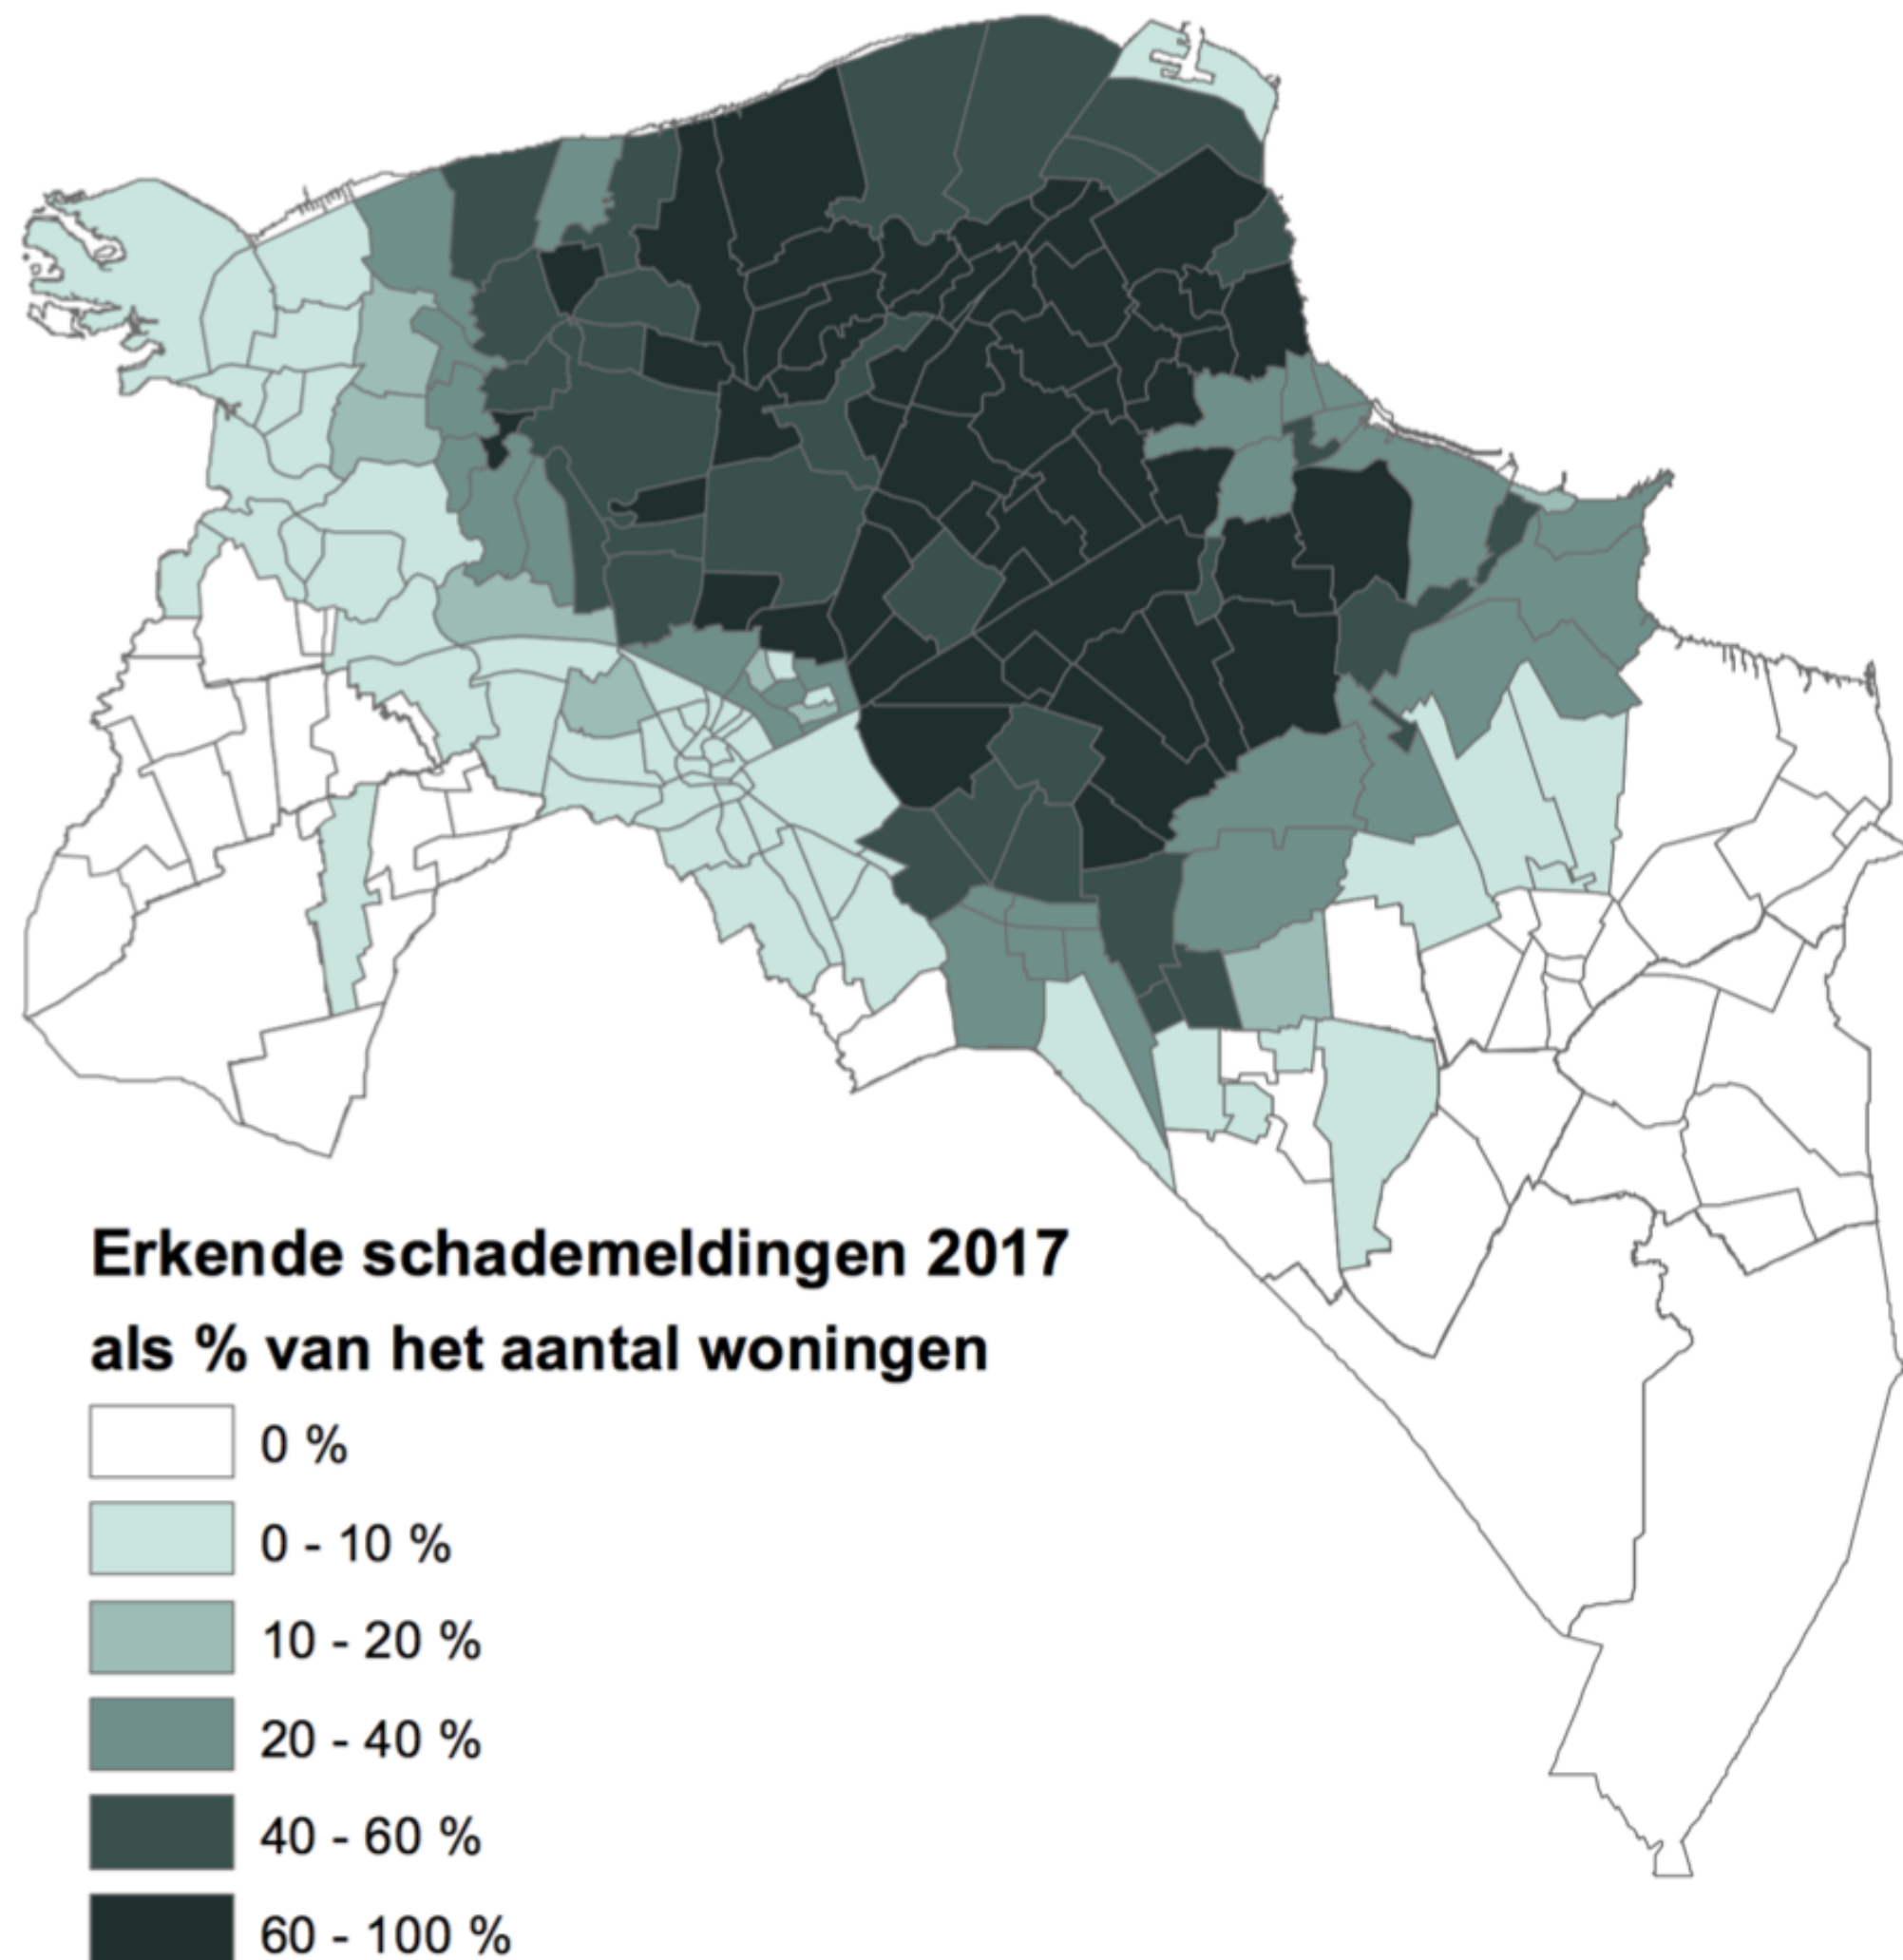 Erkende schademeldingen 2017
als % van het aantal woningen
0 %
0 - 10 %
10 - 20 %
20 - 40 %
40 - 60 %
60 - 100 %